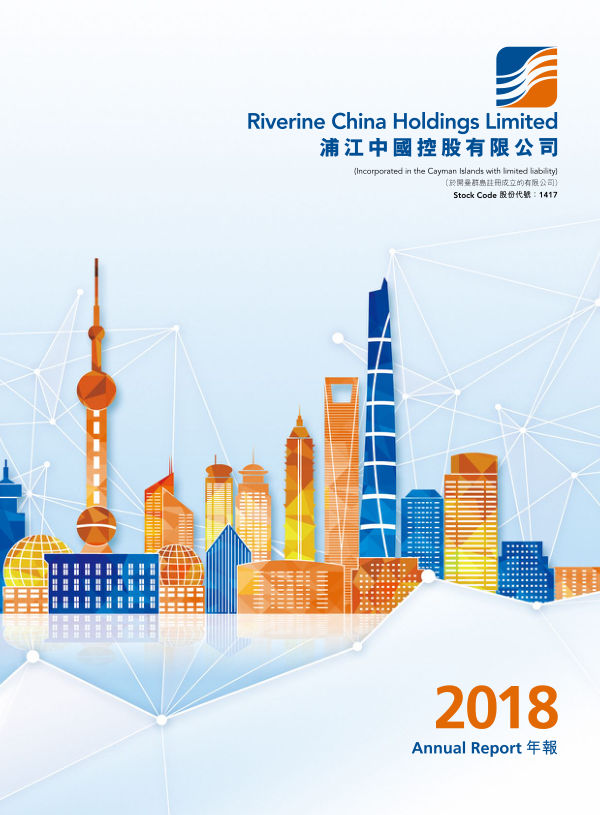 Riverine China Holdings Limited
浦江中國控股有限公司
(Incorporated in the Cayman Islands with limited liability)
(於開曼群島註冊成立的有限公司)
Stock Code 股份代號：1417
2018
Annual Report 年報